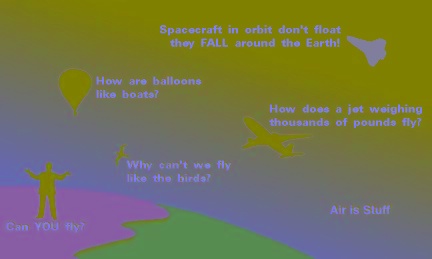 Spacecraft in orbit don't float
they FALL around the Earth!
How are balloons
like boats?
How does a jet weighing
thousands of pounds fly?
Why can't we fly
like the birds?
Air is Stuff
Can YOU fly?